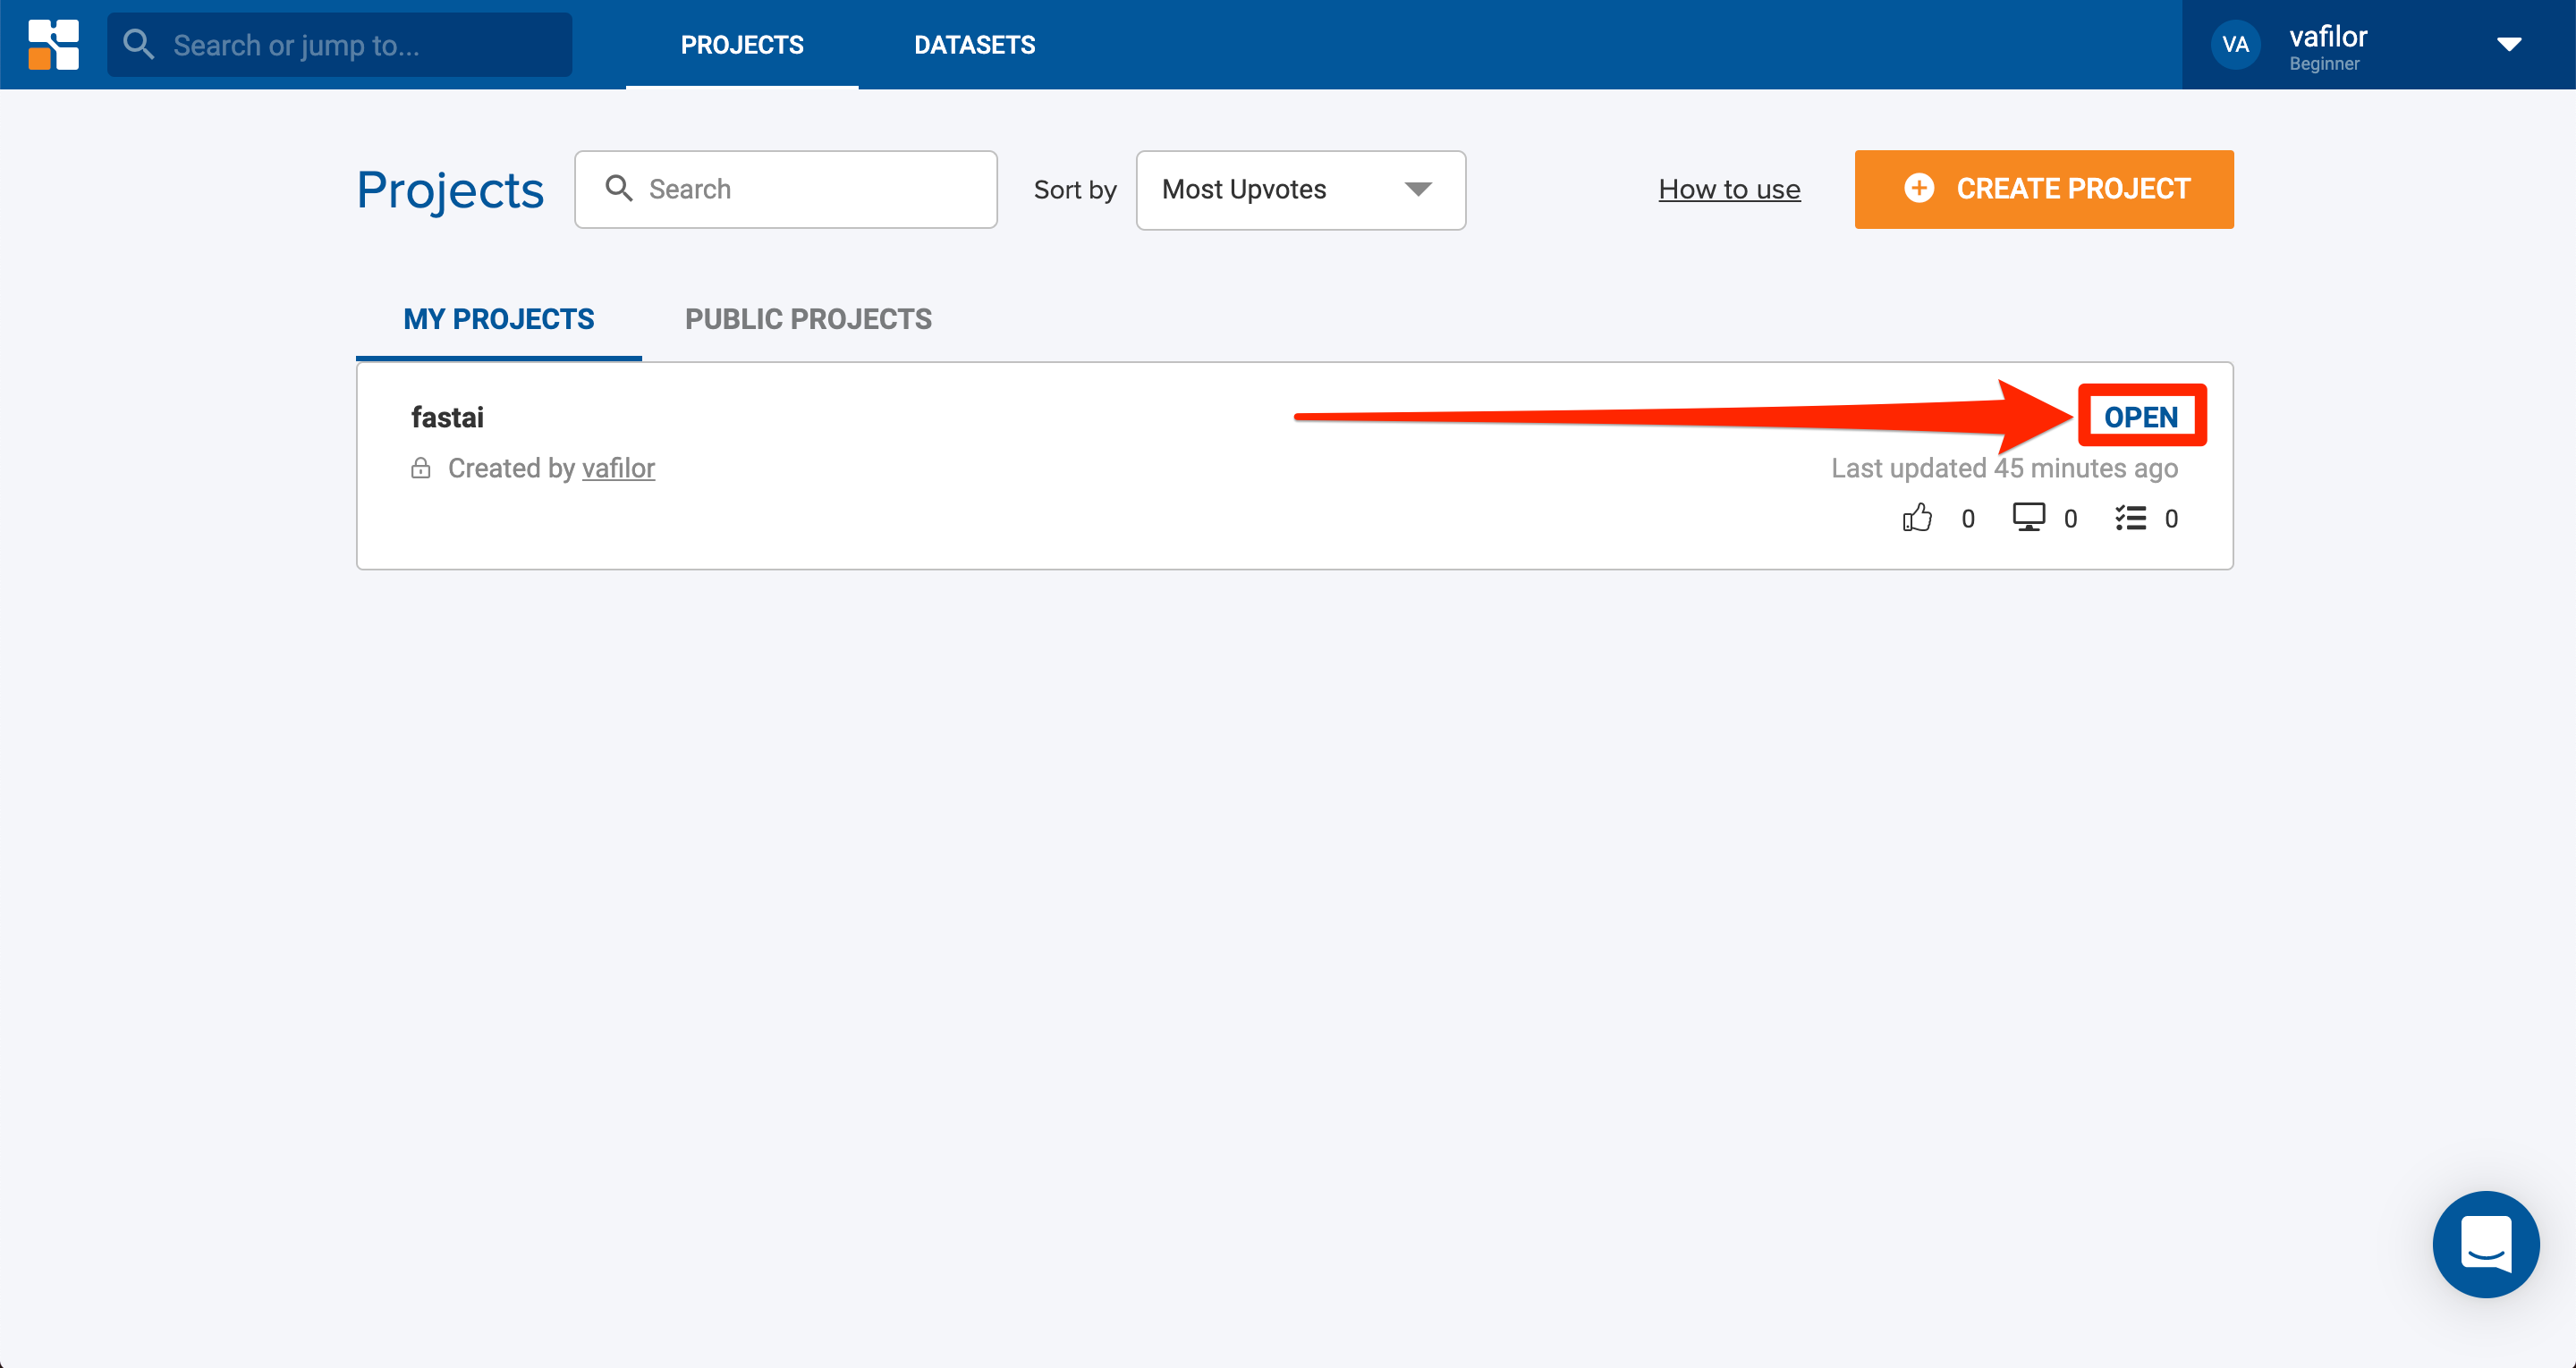 Search or jump to...
PROJECTS
DATASETS
VA
vafilor
Beginner
Projects
Search
Sort by
Most Upvotes
How to use
CREATE PROJECT
MY PROJECTS
PUBLIC PROJECTS
fastai
OPEN
Created by vafilor
Last updated 45 minutes ago
0
0
0